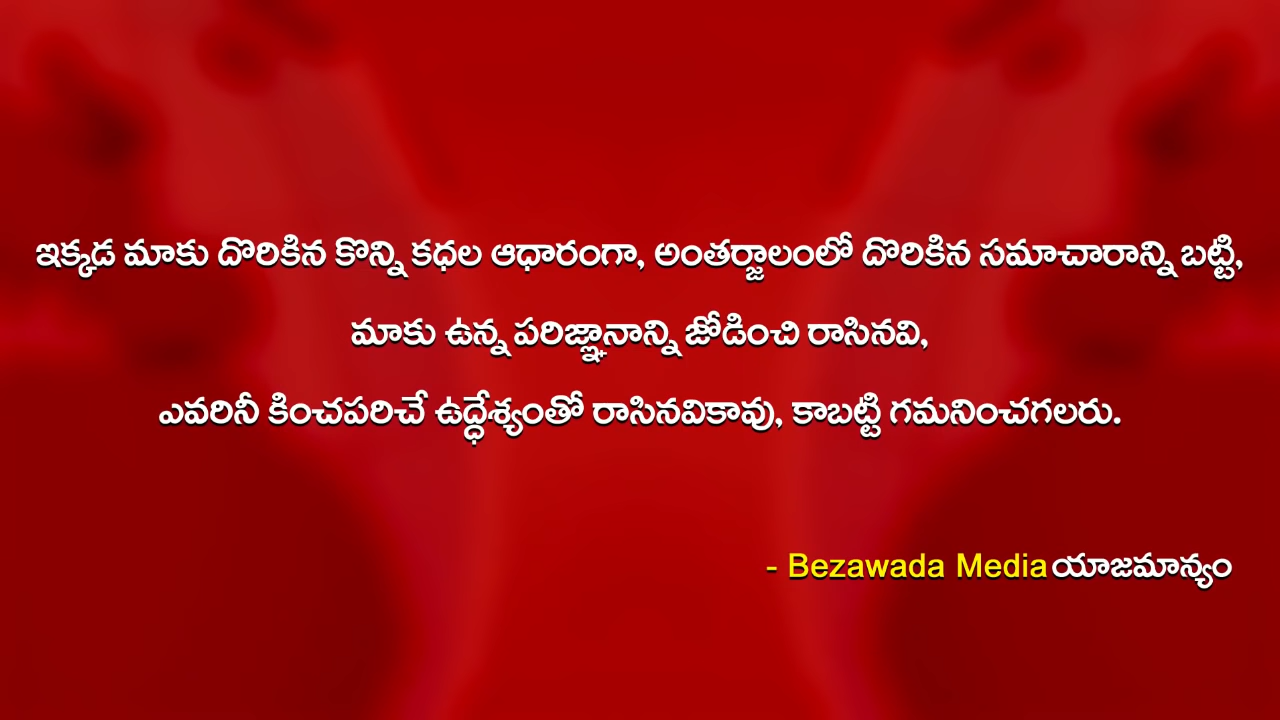 ఇక్కడ మాకు దొరికిన కొన్ని కధల ఆధారంగా, అంతర్జాలంలో దొరికిన సమాచారాన్ని బట్టి,
మాకు ఉన్న పరిజ్ఞానాన్ని జోడించి రాసినవి,
ఎవరినీ కించపరిచే ఉద్ధేశ్యంతో రాసినవికావు, కాబట్టి గమనించగలరు.
- Bezawada Media యాజమాన్యం